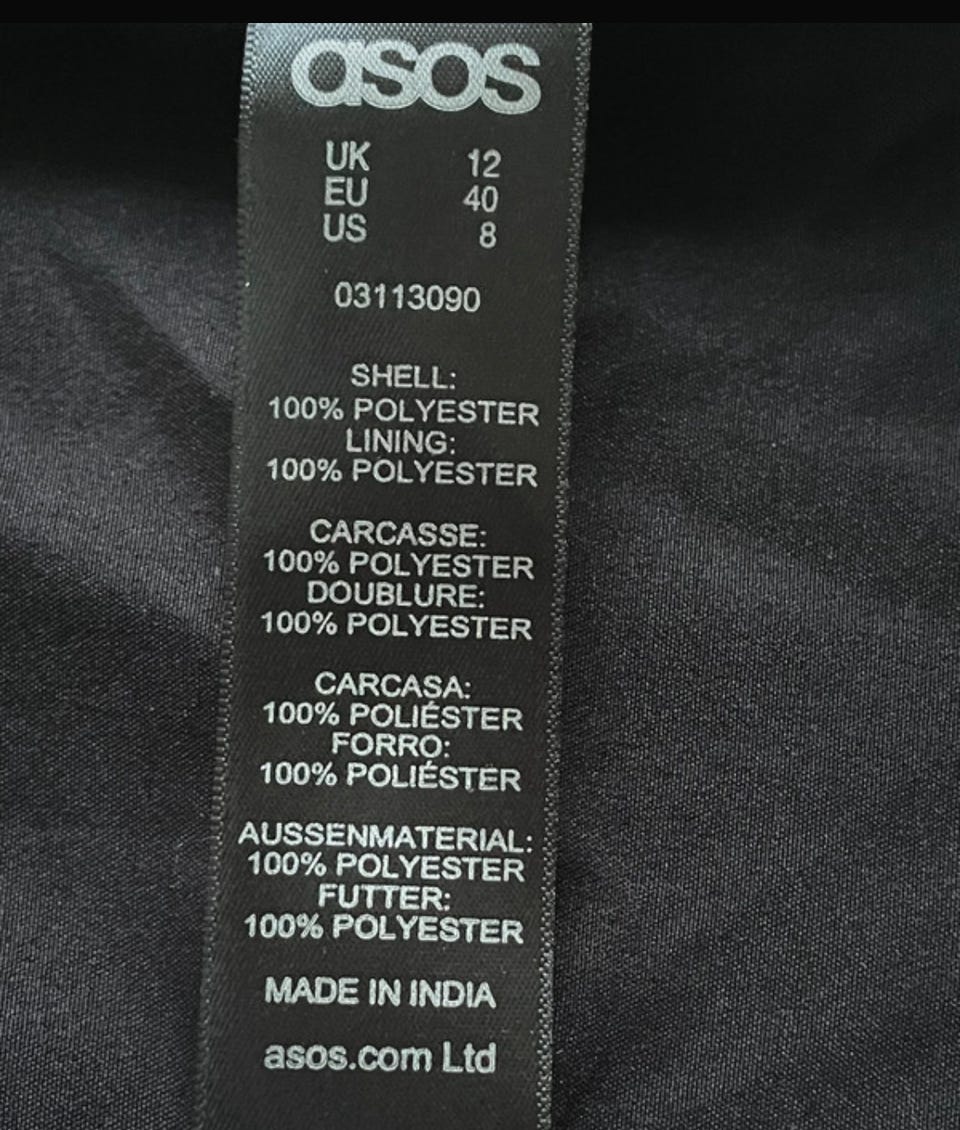 asos
UK 12
EU 40
US 8
03113090
SHELL:
100% POLYESTER
LINING:
100% POLYESTER
CARCASSE:
100% POLYESTER
DOUBLURE:
100% POLYESTER
CARCASA:
100% POLIÉSTER
FORRO:
100% POLIÉSTER
AUSSENMATERIAL:
100% POLYESTER
FUTTER:
100% POLYESTER
MADE IN INDIA
asos.com Ltd